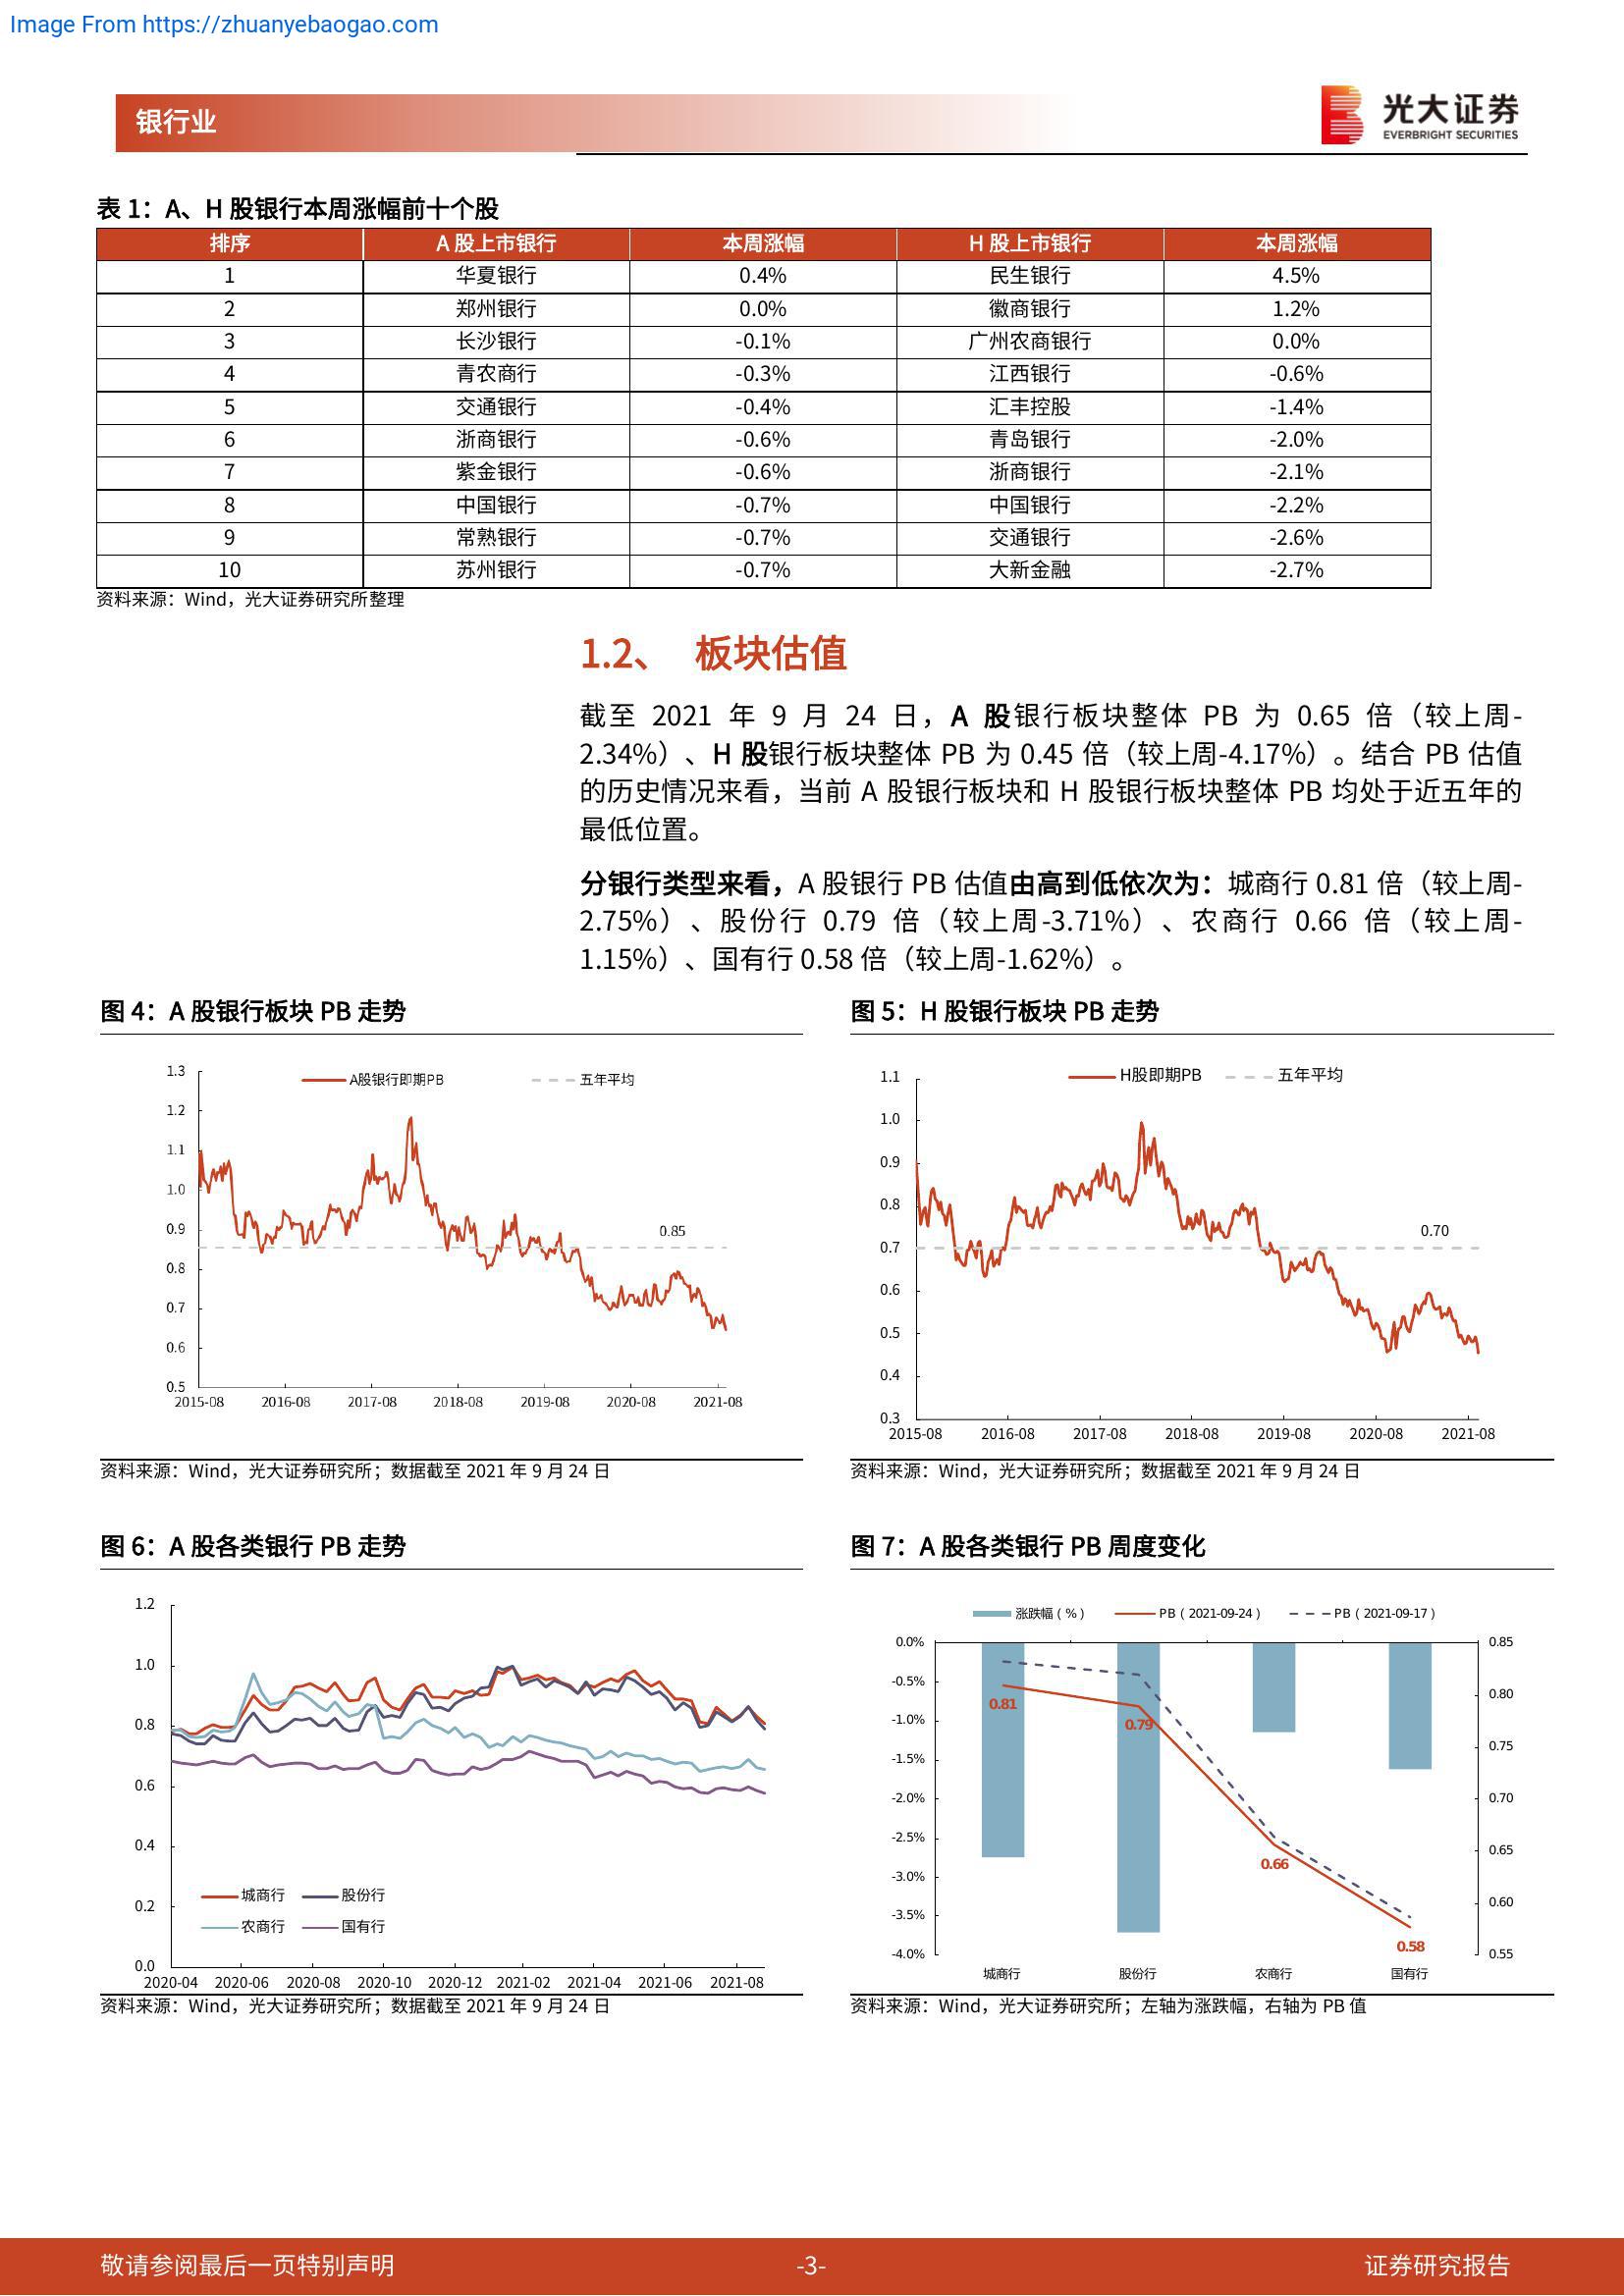 Image From https://zhuanyebaogao.com
银行业
光大证券
EVERBRIGHT SECURITIES
表 1：A、H 股银行本周涨幅前十个股
排序 A 股上市银行 本周涨幅 H 股上市银行 本周涨幅
1 华夏银行 0.4% 民生银行 4.5%
2 郑州银行 0.0% 徽商银行 1.2%
3 长沙银行 -0.1% 广州农商银行 0.0%
4 青农商行 -0.3% 江西银行 -0.6%
5 交通银行 -0.4% 汇丰控股 -1.4%
6 浙商银行 -0.6% 青岛银行 -2.0%
7 紫金银行 -0.6% 浙商银行 -2.1%
8 中国银行 -0.7% 中国银行 -2.2%
9 常熟银行 -0.7% 交通银行 -2.6%
10 苏州银行 -0.7% 大新金融 -2.7%
资料来源：Wind，光大证券研究所整理
1.2、 板块估值
截至 2021 年 9 月 24 日，A 股银行板块整体 PB 为 0.65 倍（较上周-
2.34%）、H 股银行板块整体 PB 为 0.45 倍（较上周-4.17%）。结合 PB 估值
的历史情况来看，当前 A 股银行板块和 H 股银行板块整体 PB 均处于近五年的
最低位置。
分银行类型来看，A 股银行 PB 估值由高到低依次为：城商行 0.81 倍（较上周-
2.75%）、股份行 0.79 倍（较上周-3.71%）、农商行 0.66 倍（较上周-
1.15%）、国有行 0.58 倍（较上周-1.62%）。
图 4：A 股银行板块 PB 走势
A股银行即期PB 五年平均
1.3
1.2
1.1
1.0
0.9
0.8
0.7
0.6
0.5
0.85
2015-08 2016-08 2017-08 2018-08 2019-08 2020-08 2021-08
资料来源：Wind，光大证券研究所；数据截至 2021 年 9 月 24 日
图 5：H 股银行板块 PB 走势
H股即期PB 五年平均
1.1
1.0
0.9
0.8
0.7
0.6
0.5
0.4
0.3
0.70
2015-08 2016-08 2017-08 2018-08 2019-08 2020-08 2021-08
资料来源：Wind，光大证券研究所；数据截至 2021 年 9 月 24 日
图 6：A 股各类银行 PB 走势
1.2
1.0
0.8
0.6
0.4
0.2
0.0
城商行 股份行
农商行 国有行
2020-04 2020-06 2020-08 2020-10 2020-12 2021-02 2021-04 2021-06 2021-08
资料来源：Wind，光大证券研究所；数据截至 2021 年 9 月 24 日
图 7：A 股各类银行 PB 周度变化
涨跌幅（%） PB（2021-09-24） PB（2021-09-17）
0.0%
-0.5%
-1.0%
-1.5%
-2.0%
-2.5%
-3.0%
-3.5%
-4.0%
0.81
0.79
0.66
0.58
0.85
0.80
0.75
0.70
0.65
0.60
0.55
城商行 股份行 农商行 国有行
资料来源：Wind，光大证券研究所；左轴为涨跌幅，右轴为 PB 值
敬请参阅最后一页特别声明 -3- 证券研究报告